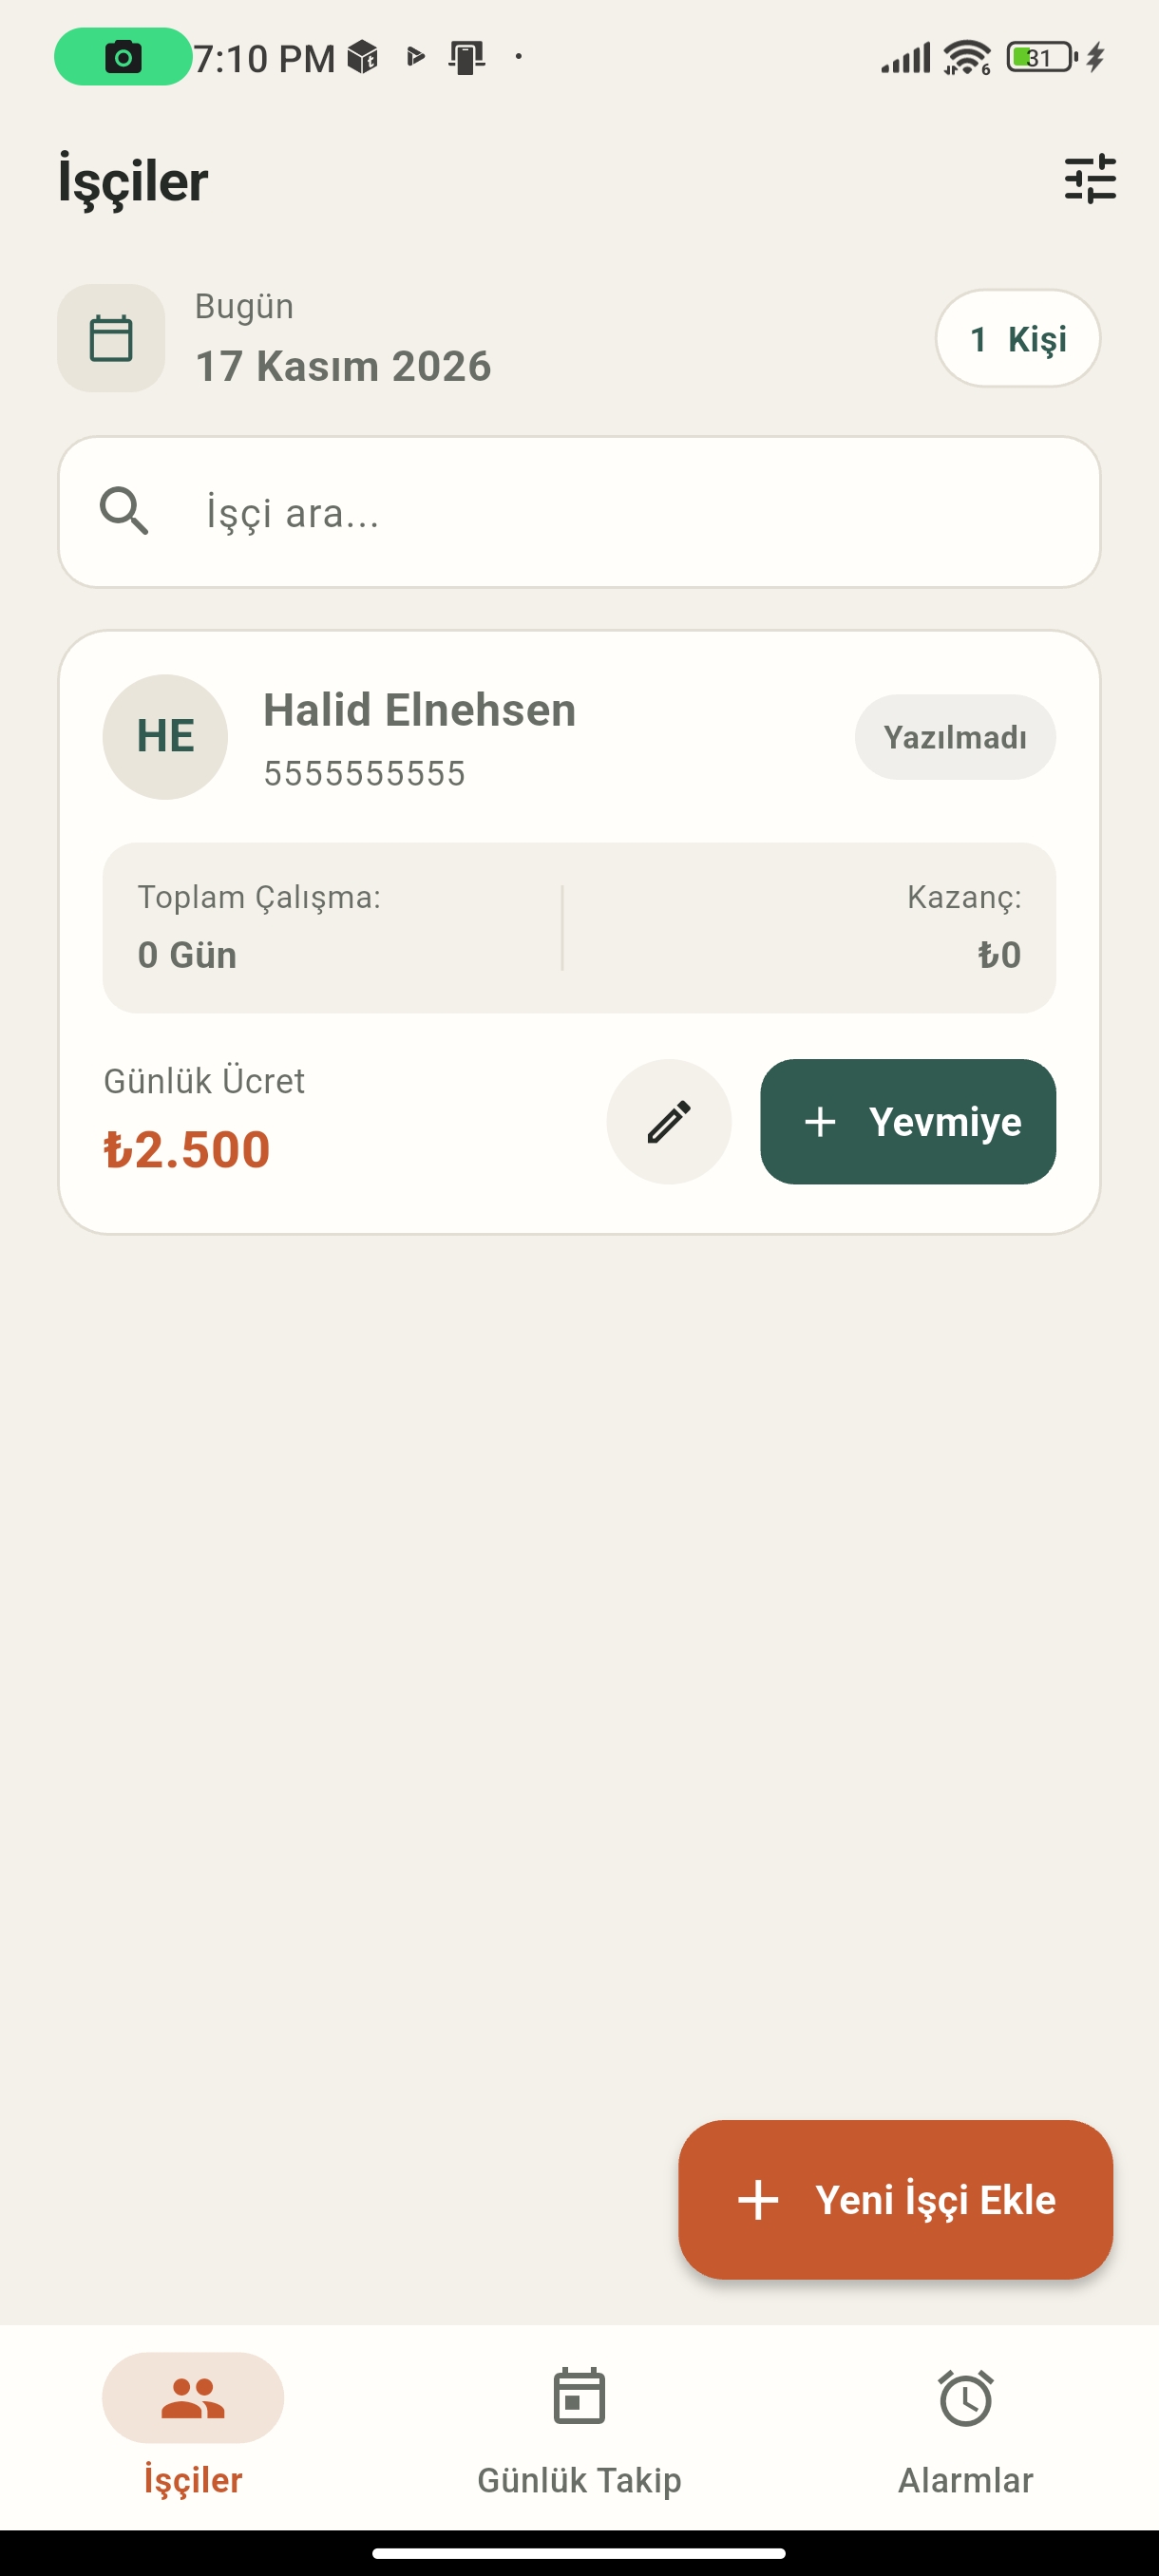 7:10 PM
6
31
İşçiler
Bugün
17 Kasım 2026
1 Kişi
İşçi ara...
HE
Halid Elnehsen
5555555555
Yazılmadı
Toplam Çalışma:
Kazanç:
0 Gün
₺0
Günlük Ücret
₺2.500
+ Yevmiye
+ Yeni İşçi Ekle
İşçiler
Günlük Takip
Alarmlar